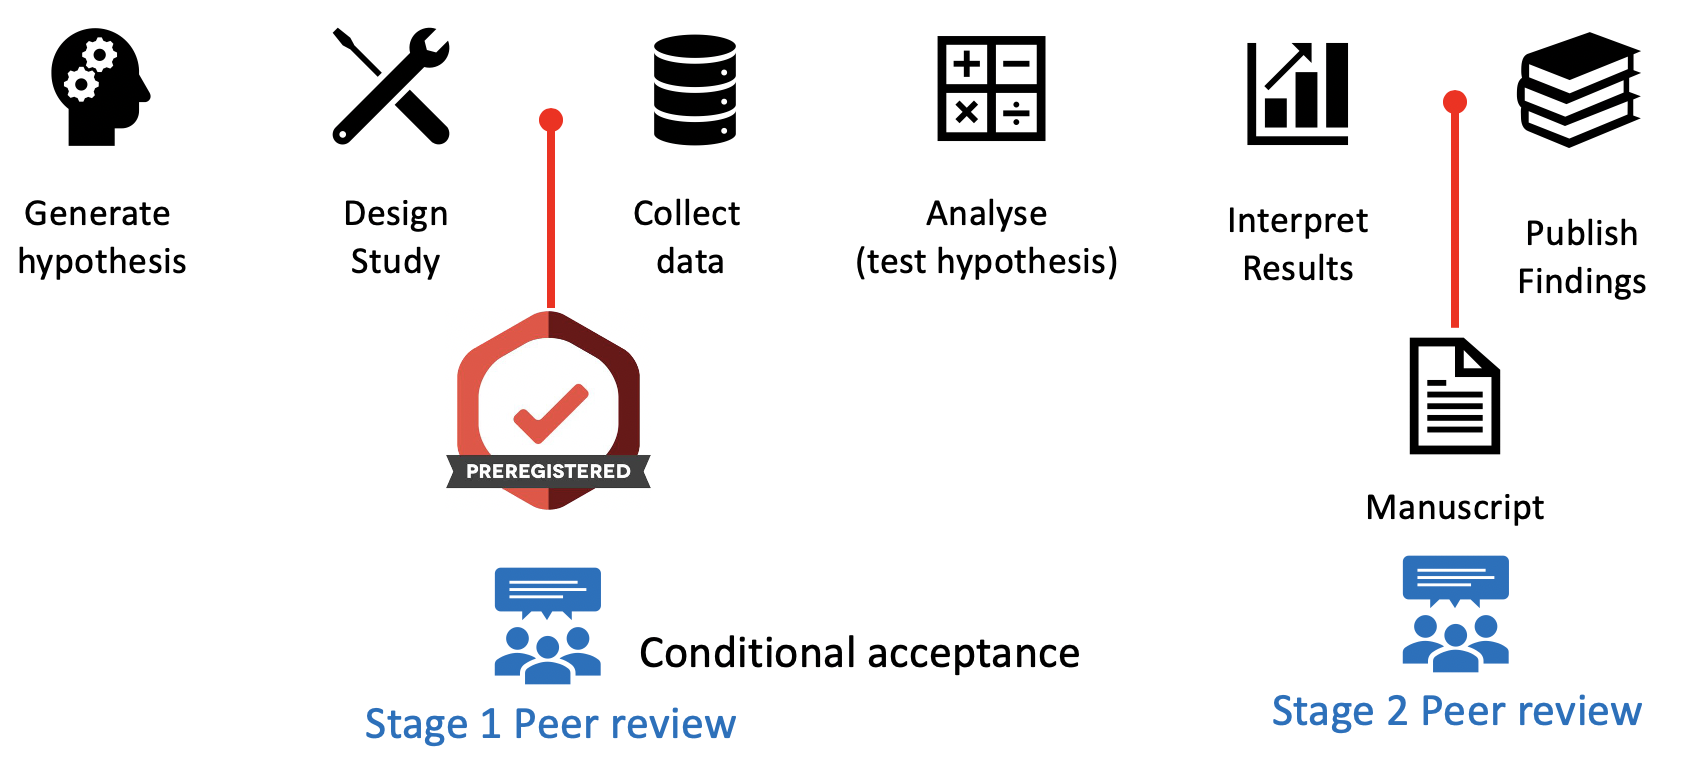 Generate
hypothesis
Design
Study
Collect
data
Analyse
(test hypothesis)
Interpret
Results
Publish
Findings
PREREGISTERED
Manuscript
Conditional acceptance
Stage 1 Peer review
Stage 2 Peer review